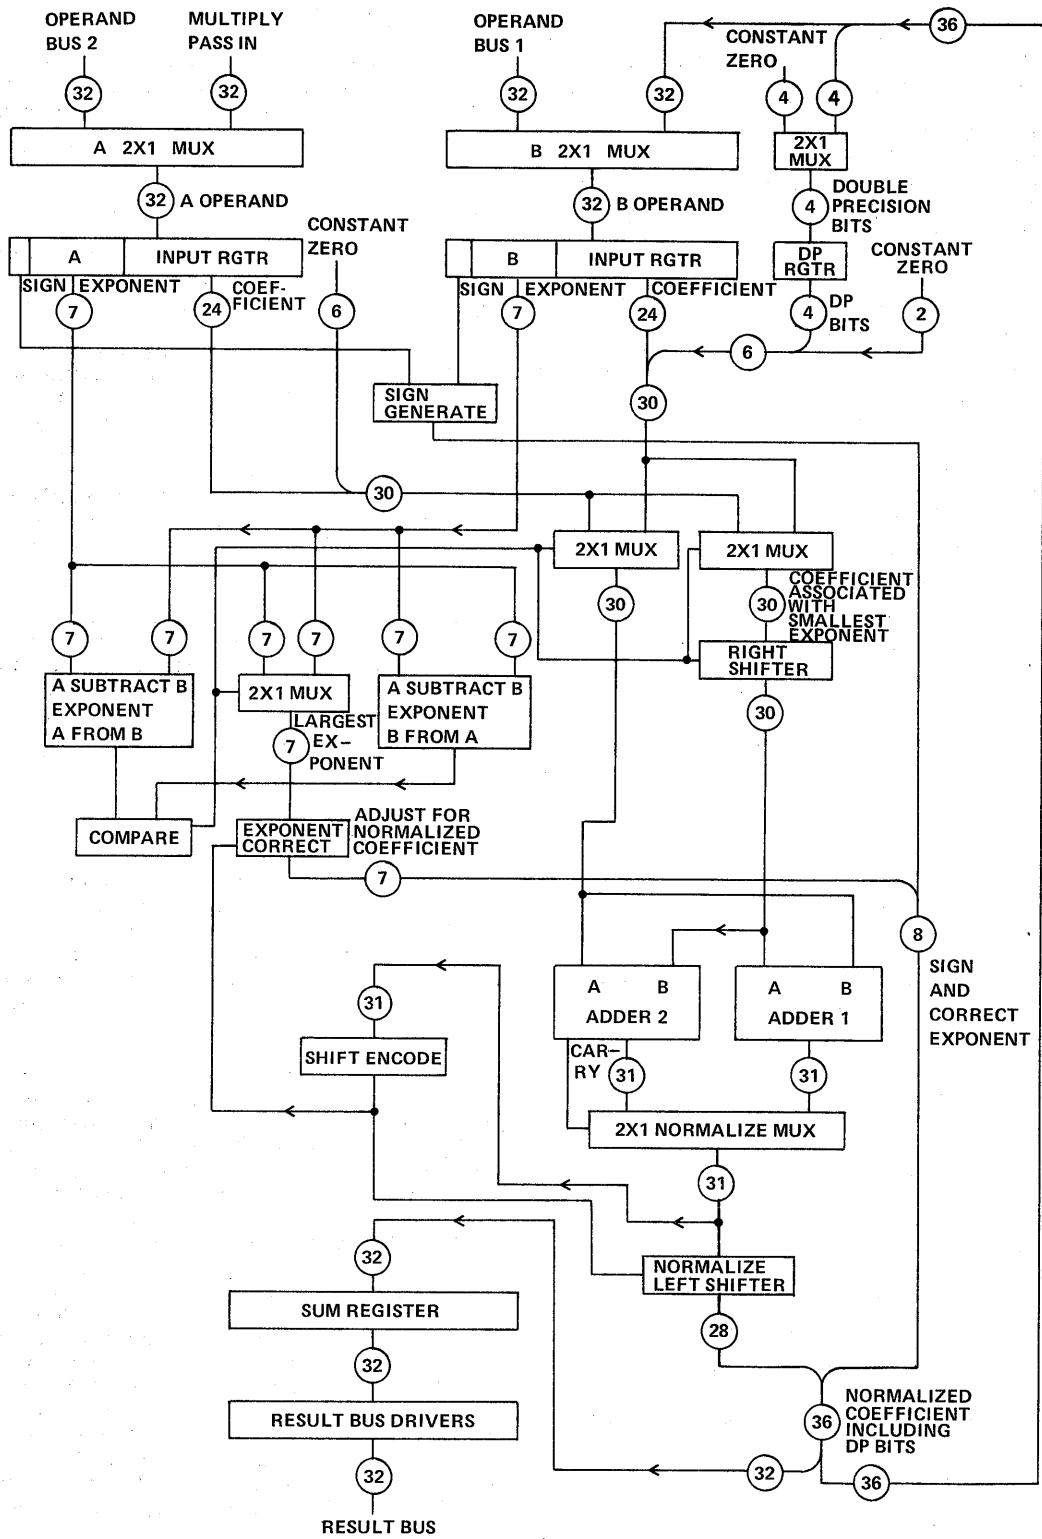 OPERAND
BUS 2
MULTIPLY
PASS IN
OPERAND
BUS 1
CONSTANT
ZERO
36
32
32
32
32
4
4
A 2X1 MUX
B 2X1 MUX
2X1
MUX
32
A OPERAND
32
B OPERAND
4
DOUBLE
PRECISION
BITS
CONSTANT
ZERO
A
INPUT RGTR
B
INPUT RGTR
DP
RGTR
CONSTANT
ZERO
SIGN
EXPONENT
COEF-
FICIENT
SIGN
EXPONENT
COEFFICIENT
7
24
6
7
24
4
DP
BITS
2
6
SIGN
GENERATE
30
30
2X1 MUX
2X1 MUX
30
30
COEFFICIENT
ASSOCIATED
WITH
SMALLEST
EXPONENT
7
7
7
7
7
7
RIGHT
SHIFTER
A SUBTRACT B
EXPONENT
A FROM B
2X1 MUX
A SUBTRACT B
EXPONENT
B FROM A
30
7
LARGEST
EX-
PONENT
COMPARE
EXPONENT
CORRECT
ADJUST FOR
NORMALIZED
COEFFICIENT
7
8
SIGN
AND
CORRECT
EXPONENT
A B
ADDER 2
A B
ADDER 1
31
SHIFT ENCODE
CAR-
RY
31
31
2X1 NORMALIZE MUX
31
32
NORMALIZE
LEFT SHIFTER
SUM REGISTER
28
32
RESULT BUS DRIVERS
36
NORMALIZED
COEFFICIENT
INCLUDING
DP BITS
32
32
36
RESULT BUS